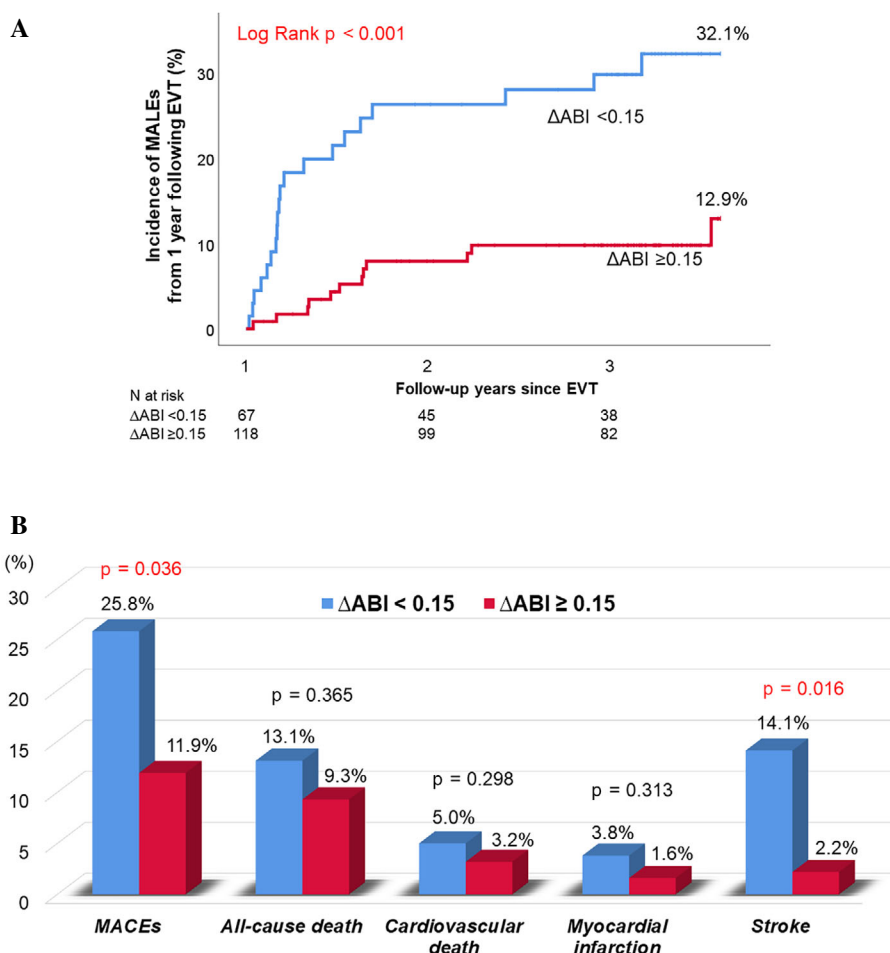 A
Log Rank p < 0.001
32.1%
ΔABI <0.15
12.9%
ΔABI ≥0.15
Incidence of MALEs
from 1 year following EVT (%)
30
20
10
0
1 2 3
Follow-up years since EVT
N at risk
ΔABI <0.15 67 45 38
ΔABI ≥0.15 118 99 82
B
(%)
p = 0.036
ΔABI < 0.15 ΔABI ≥ 0.15
25.8%
11.9%
p = 0.365
13.1%
9.3%
p = 0.298
5.0%
3.2%
p = 0.313
3.8%
1.6%
p = 0.016
14.1%
2.2%
30
25
20
15
10
5
0
MACEs All-cause death Cardiovascular Myocardial Stroke
death infarction